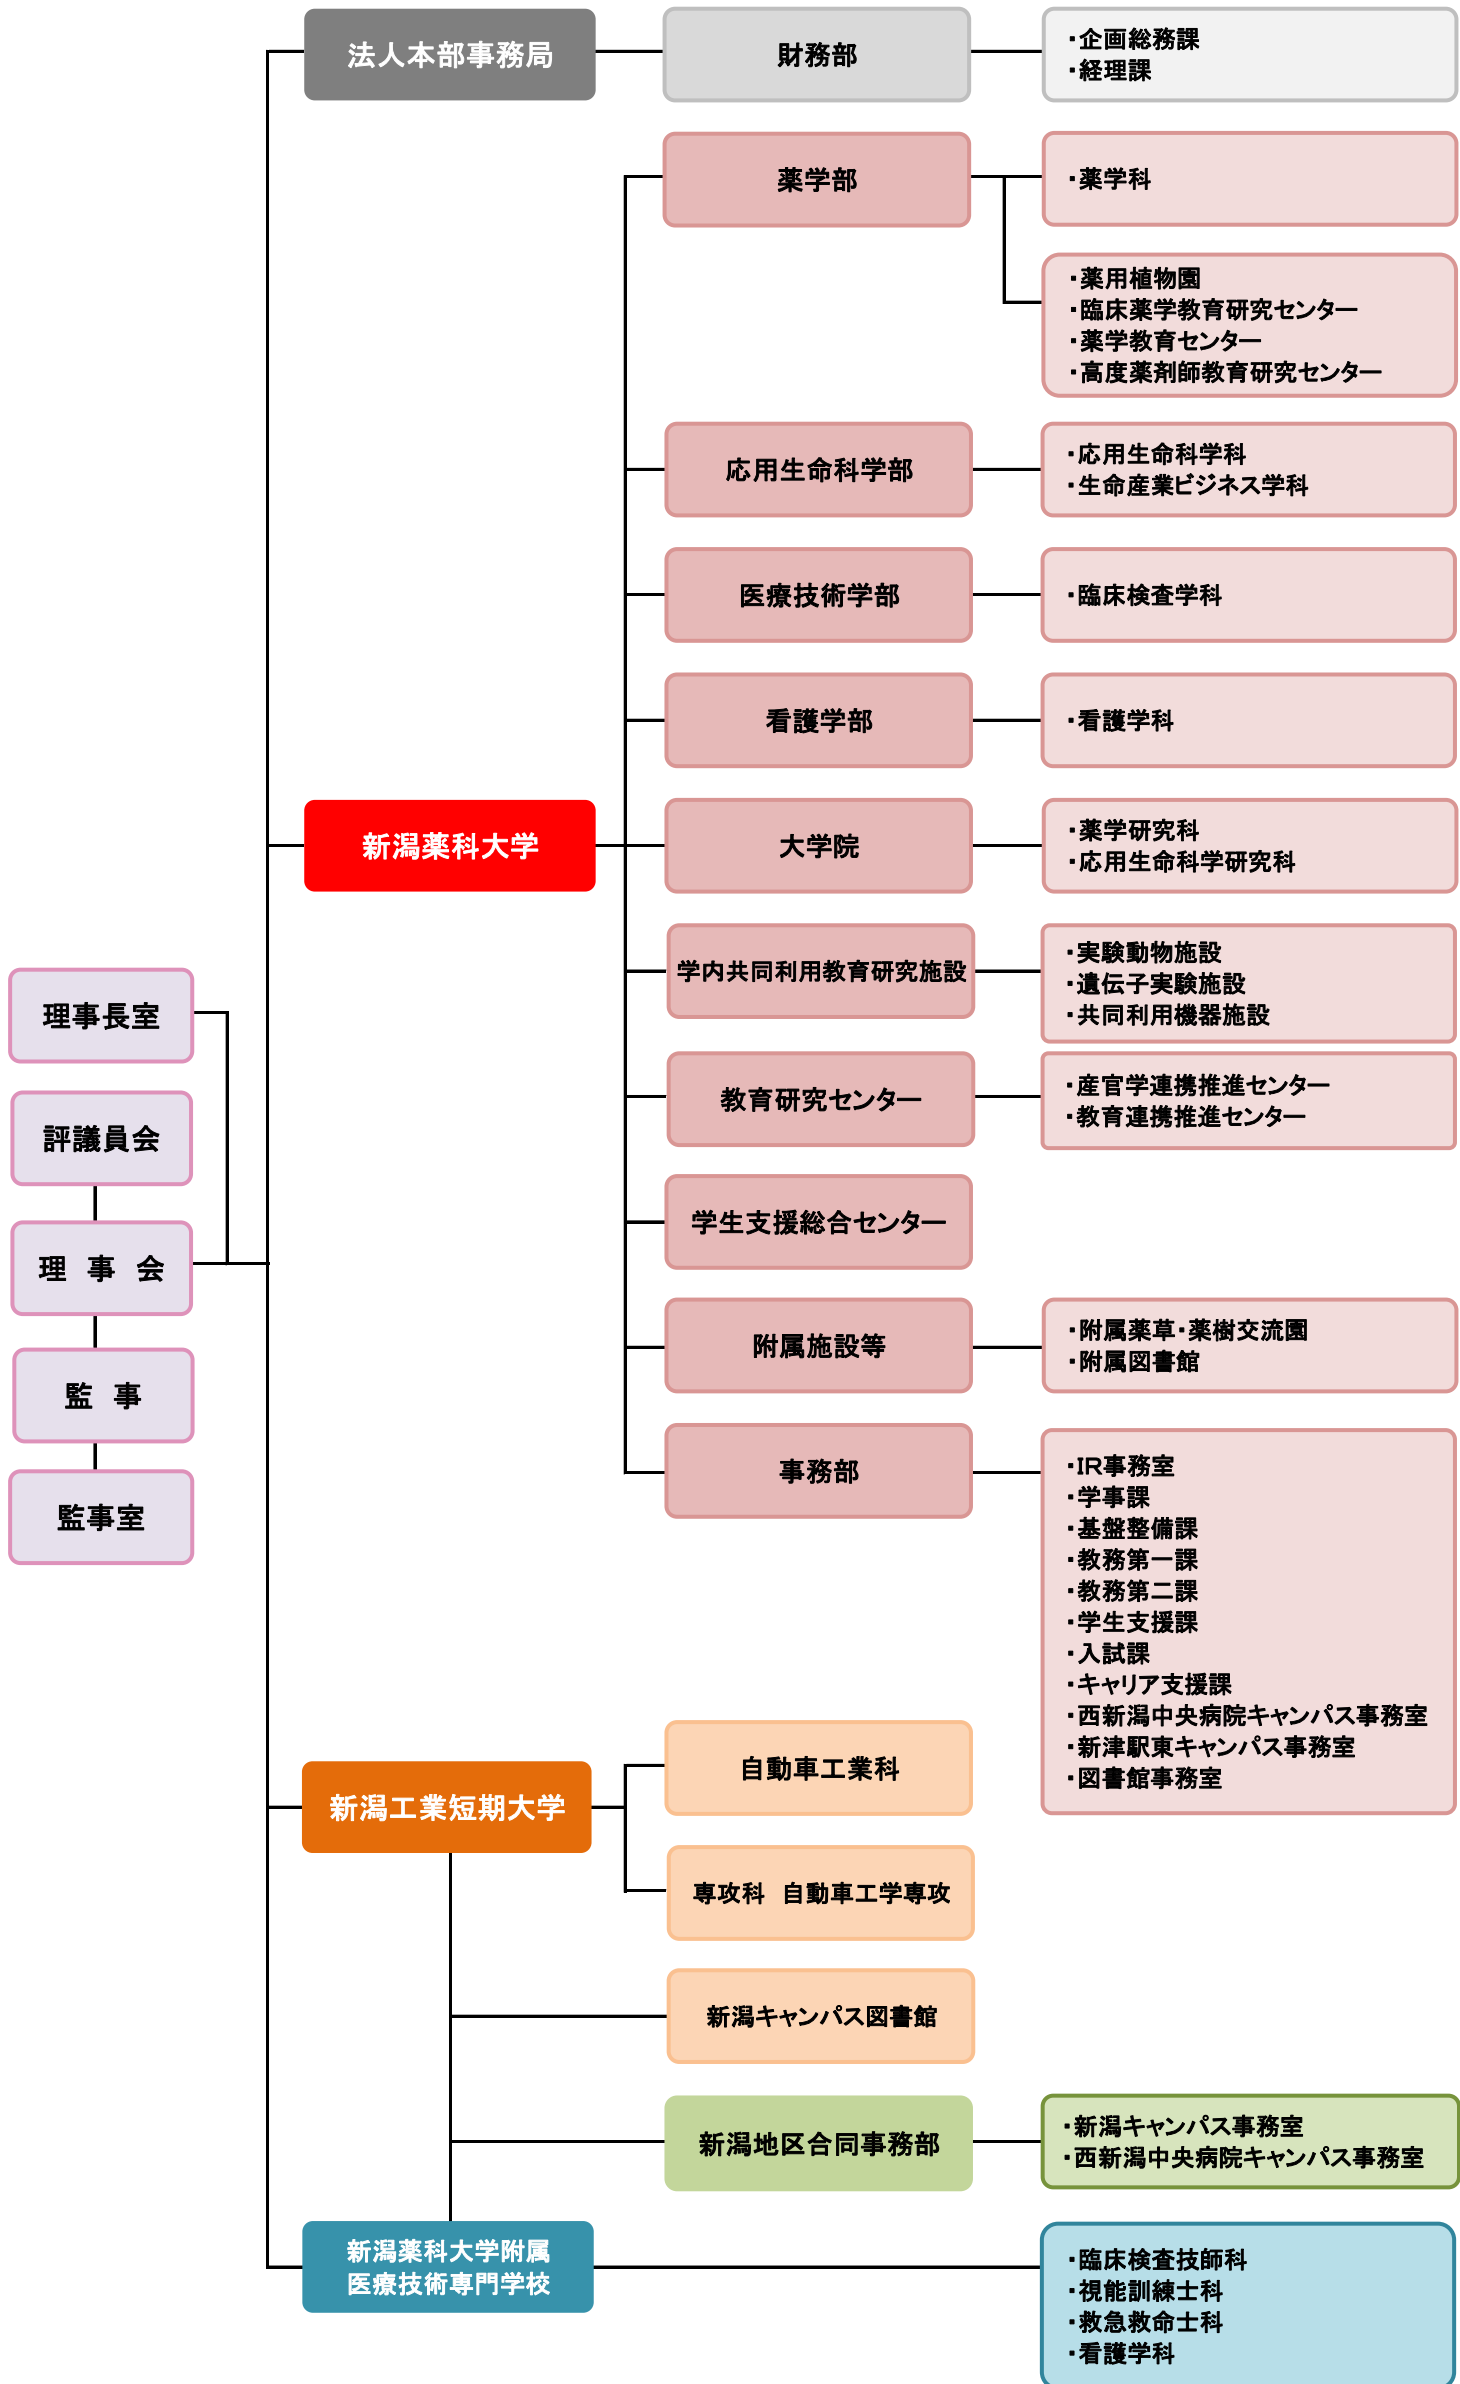 法人本部事務局
財務部
・企画総務課
・経理課
薬学部
・薬学科
・薬用植物園
・臨床薬学教育研究センター
・薬学教育センター
・高度薬剤師教育研究センター
応用生命科学部
・応用生命科学科
・生命産業ビジネス学科
医療技術学部
・臨床検査学科
看護学部
・看護学科
新潟薬科大学
大学院
・薬学研究科
・応用生命科学研究科
学内共同利用教育研究施設
・実験動物施設
・遺伝子実験施設
・共同利用機器施設
理事長室
教育研究センター
・産官学連携推進センター
・教育連携推進センター
評議員会
学生支援総合センター
理　事　会
附属施設等
・附属薬草・薬樹交流園
・附属図書館
監　事
事務部
・IR事務室
・学事課
・基盤整備課
・教務第一課
・教務第二課
・学生支援課
・入試課
・キャリア支援課
・西新潟中央病院キャンパス事務室
・新津駅東キャンパス事務室
・図書館事務室
監事室
新潟工業短期大学
自動車工業科
専攻科　自動車工学専攻
新潟キャンパス図書館
新潟地区合同事務部
・新潟キャンパス事務室
・西新潟中央病院キャンパス事務室
新潟薬科大学附属
医療技術専門学校
・臨床検査技師科
・視能訓練士科
・救急救命士科
・看護学科